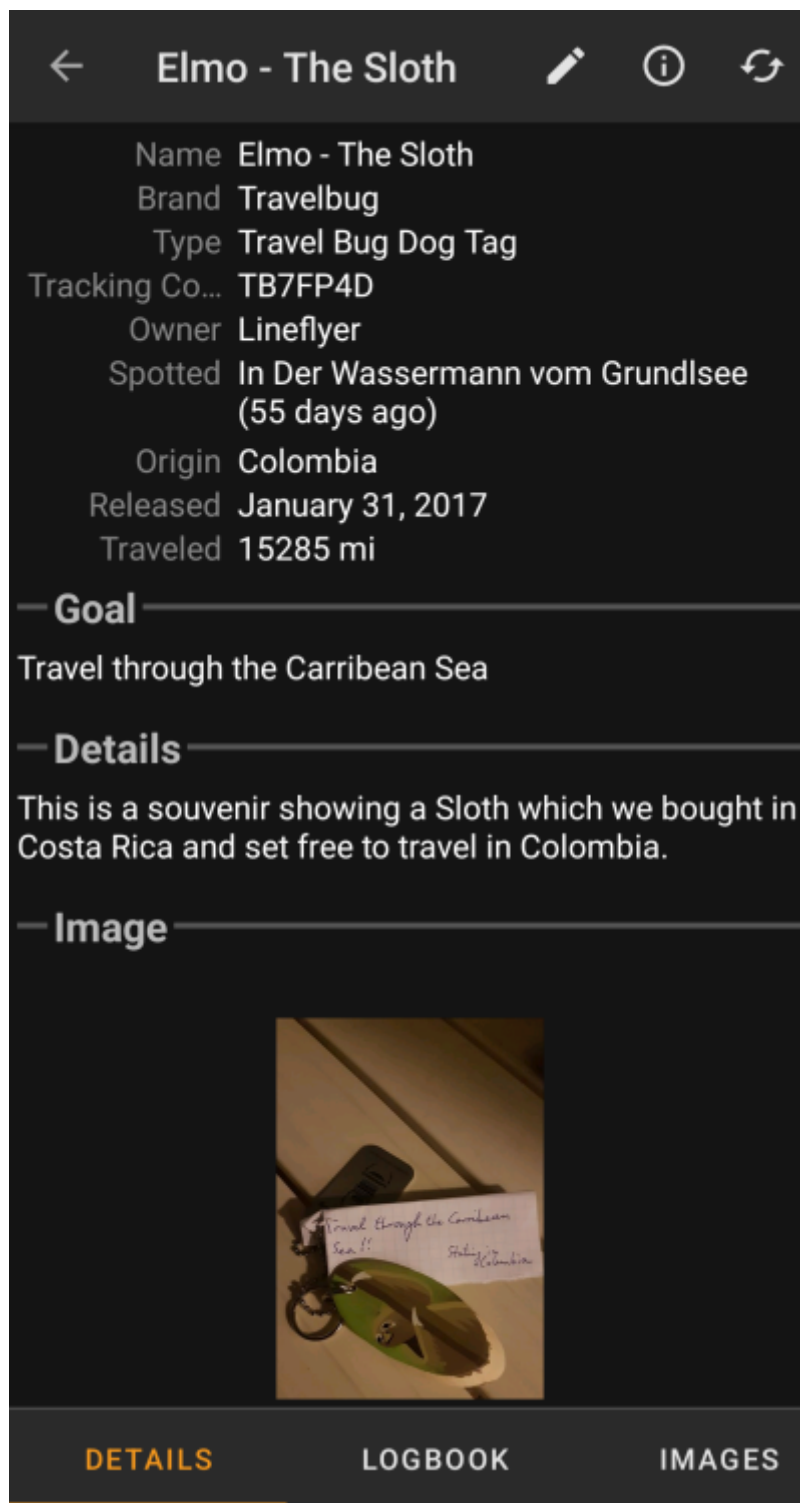 Elmo - The Sloth
Name Elmo - The Sloth
Brand Travelbug
Type Travel Bug Dog Tag
Tracking Co... TB7FP4D
Owner Lineflyer
Spotted In Der Wassermann vom Grundlsee
(55 days ago)
Origin Colombia
Released January 31, 2017
Traveled 15285 mi
Goal
Travel through the Carribean Sea
Details
This is a souvenir showing a Sloth which we bought in
Costa Rica and set free to travel in Colombia.
Image
Travel through the Carribean
Sea!!
Colombia
DETAILS LOGBOOK IMAGES